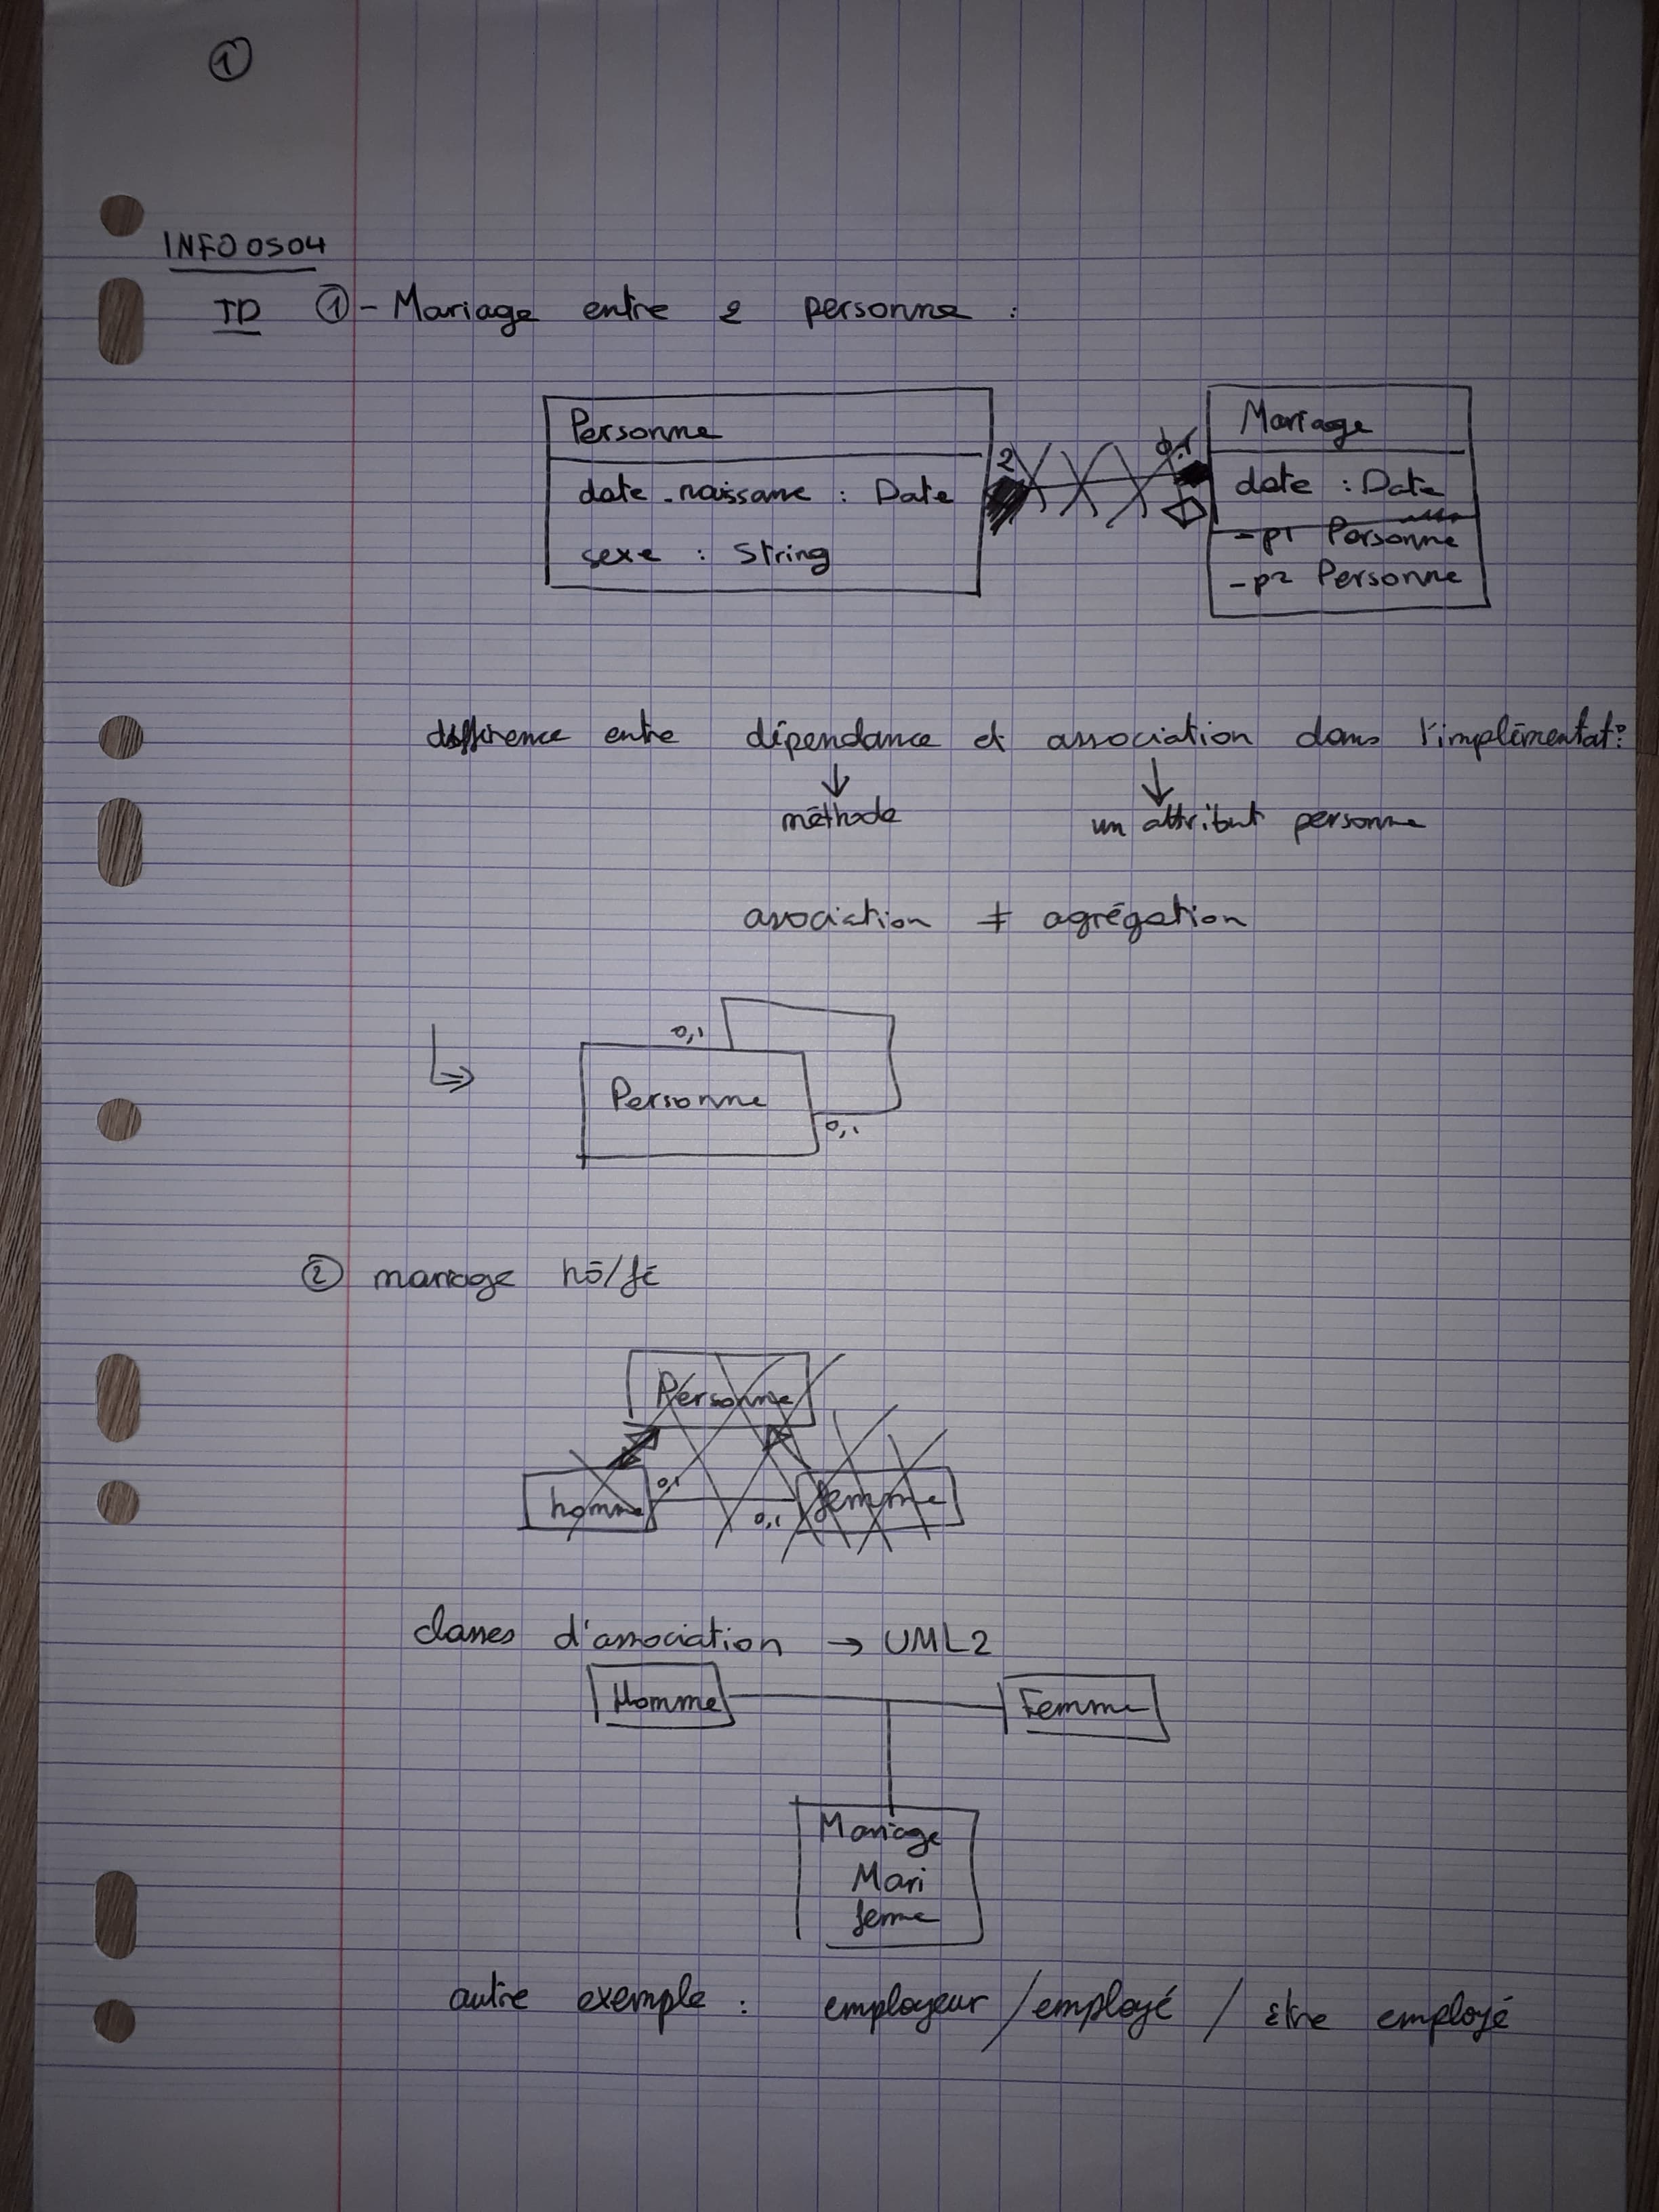 1
INFO0504
TD ① - Mariage entre 2 personne :
Personne
date_naissance : Date
sexe : String
2
0,1
Mariage
date : Date
- p1 Personne
- p2 Personne
différence entre dépendance et association dans l'implémentat°
méthode
un attribut personne
association ≠ agrégation
0,1
Personne
0,1
② mariage hõ/fẽ
Personne
homme
0,1
0,1
femme
classes d'association → UML2
Homme
Femme
Mariage
Mari
femme
autre exemple : employeur / employé / être employé